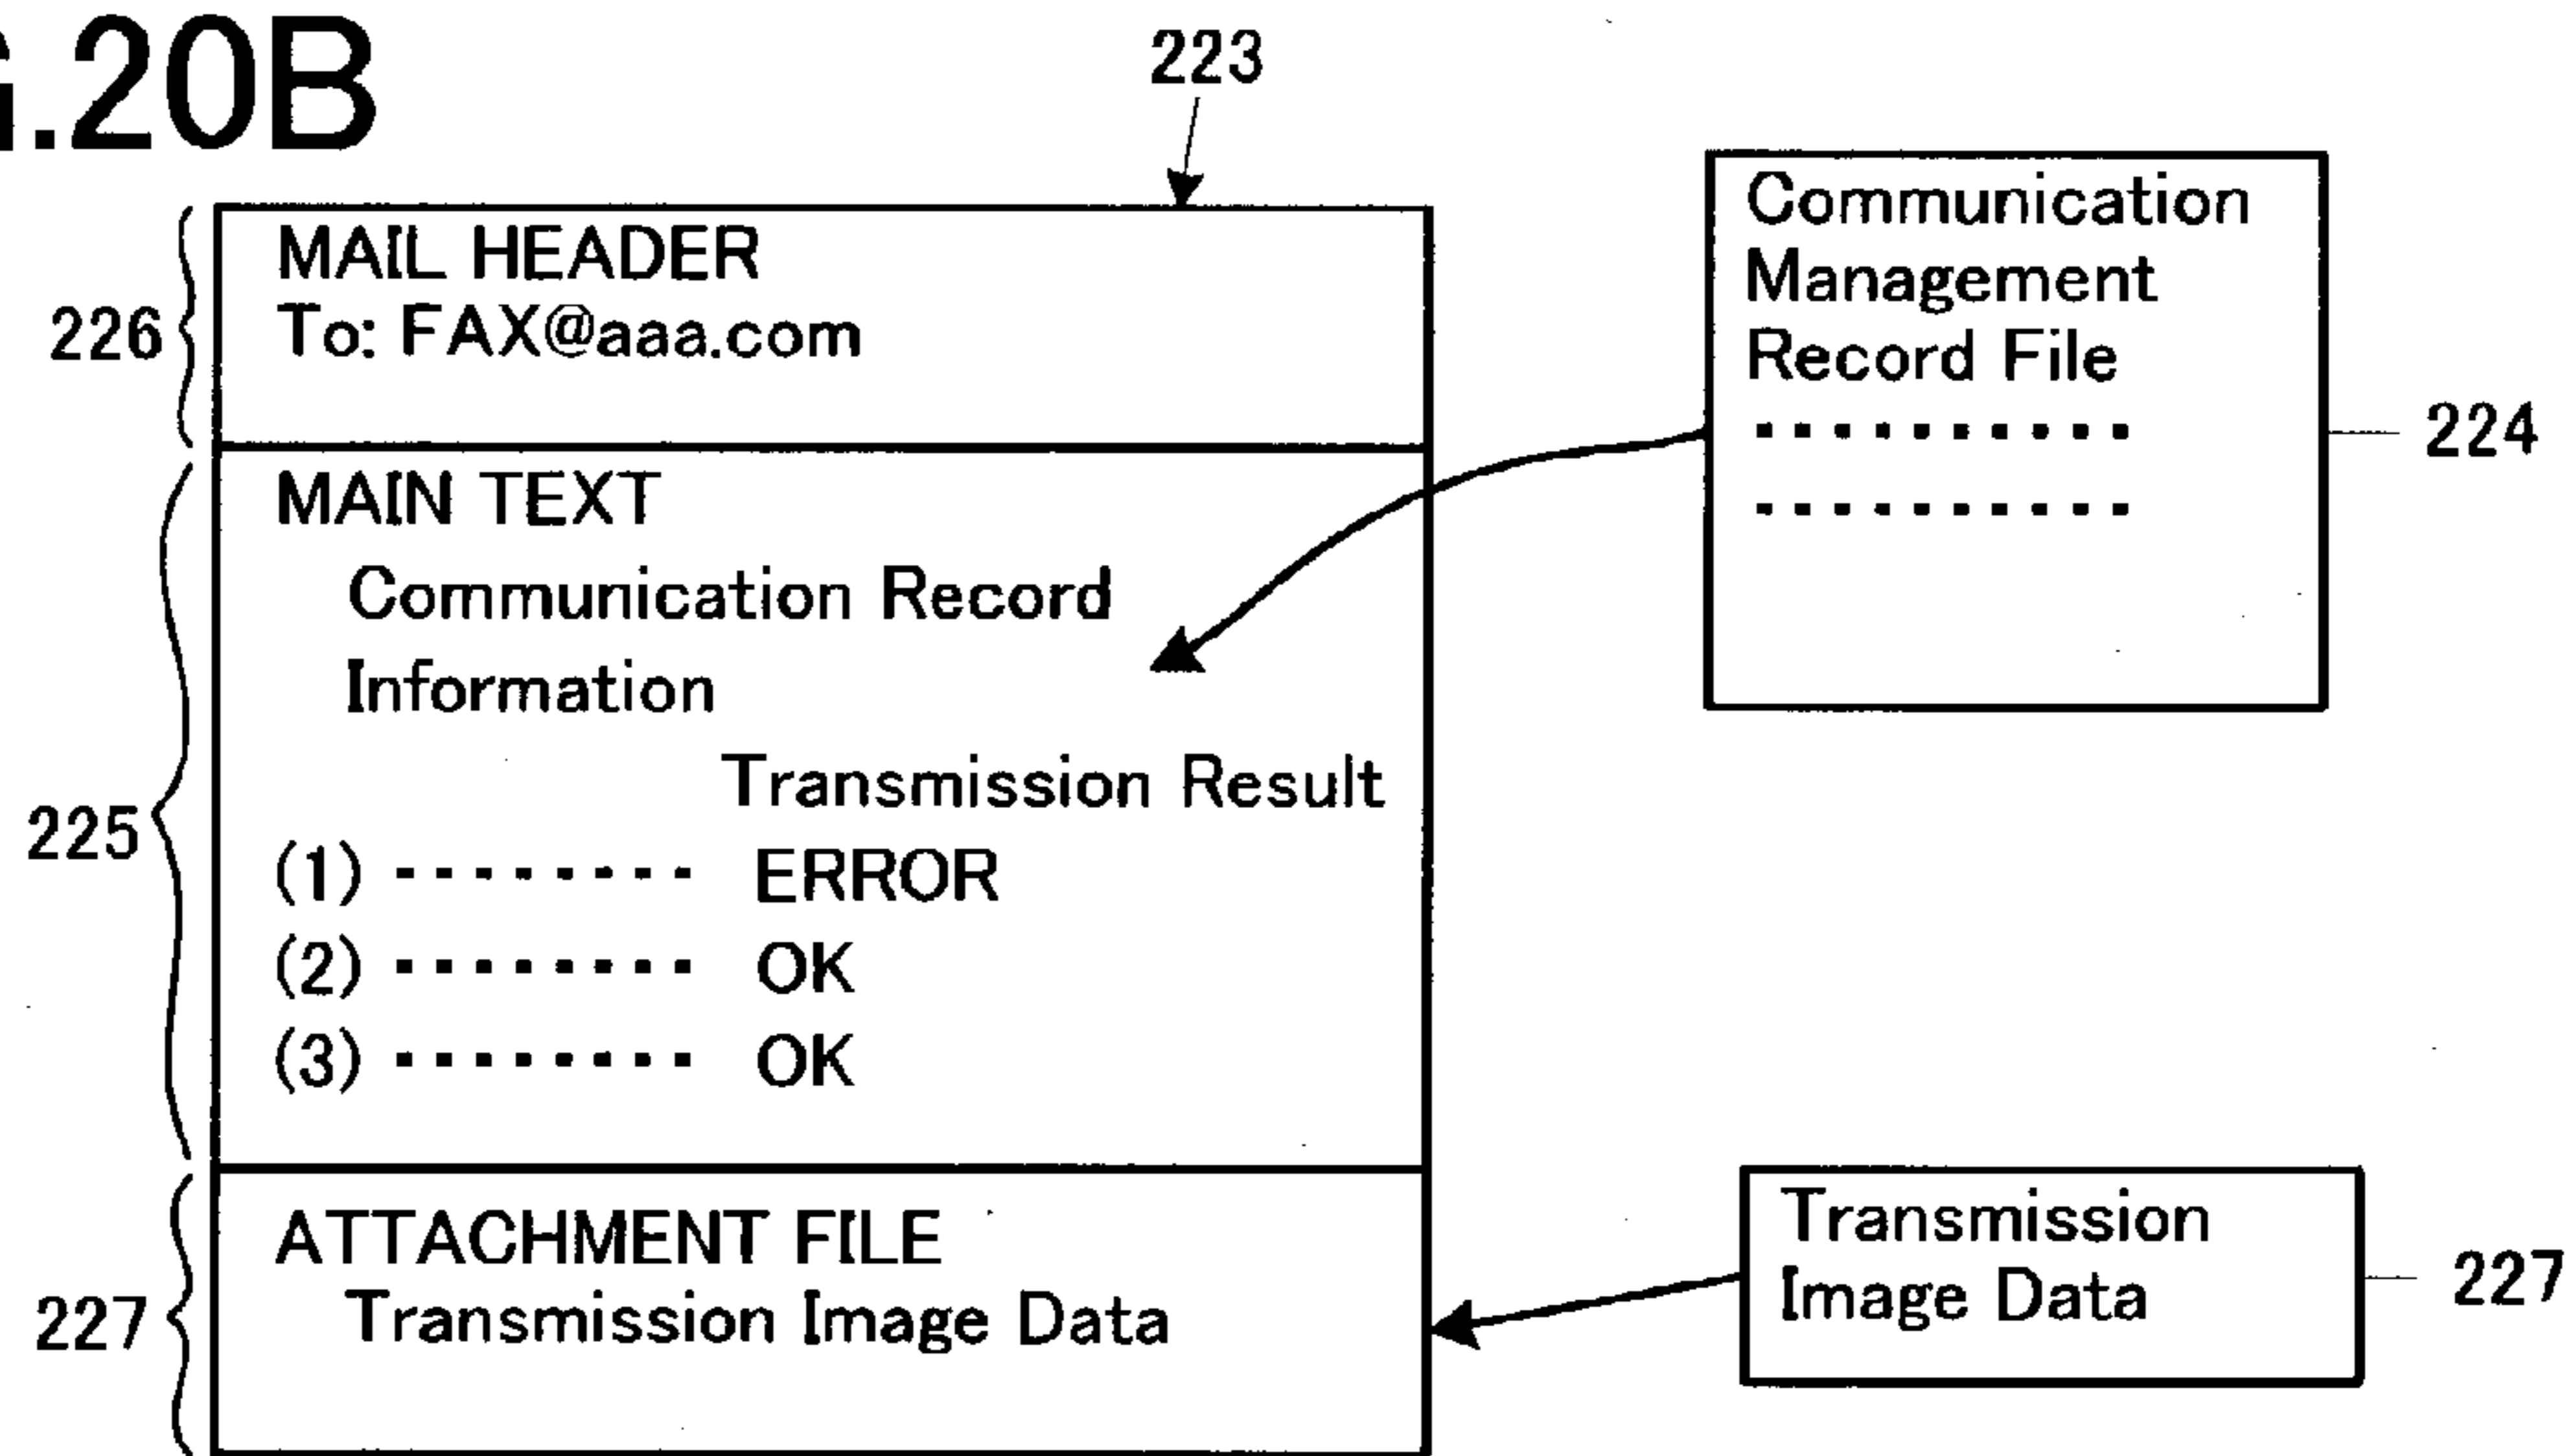 G.20B
223
226
MAIL HEADER
To: FAX@aaa.com
225
MAIN TEXT
Communication Record
Information
Transmission Result
(1) -------- ERROR
(2) -------- OK
(3) -------- OK
227
ATTACHMENT FILE
Transmission Image Data
Communication
Management
Record File
----------
----------
224
Transmission
Image Data
227